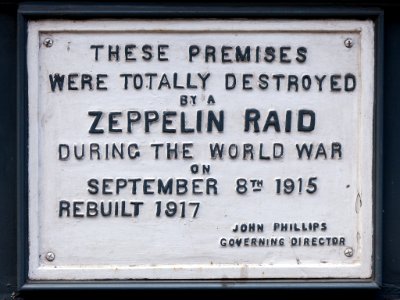 THESE PREMISES
WERE TOTALLY DESTROYED
BY A
ZEPPELIN RAID
DURING THE WORLD WAR
ON
SEPTEMBER 8TH 1915
REBUILT 1917
JOHN PHILLIPS
GOVERNING DIRECTOR